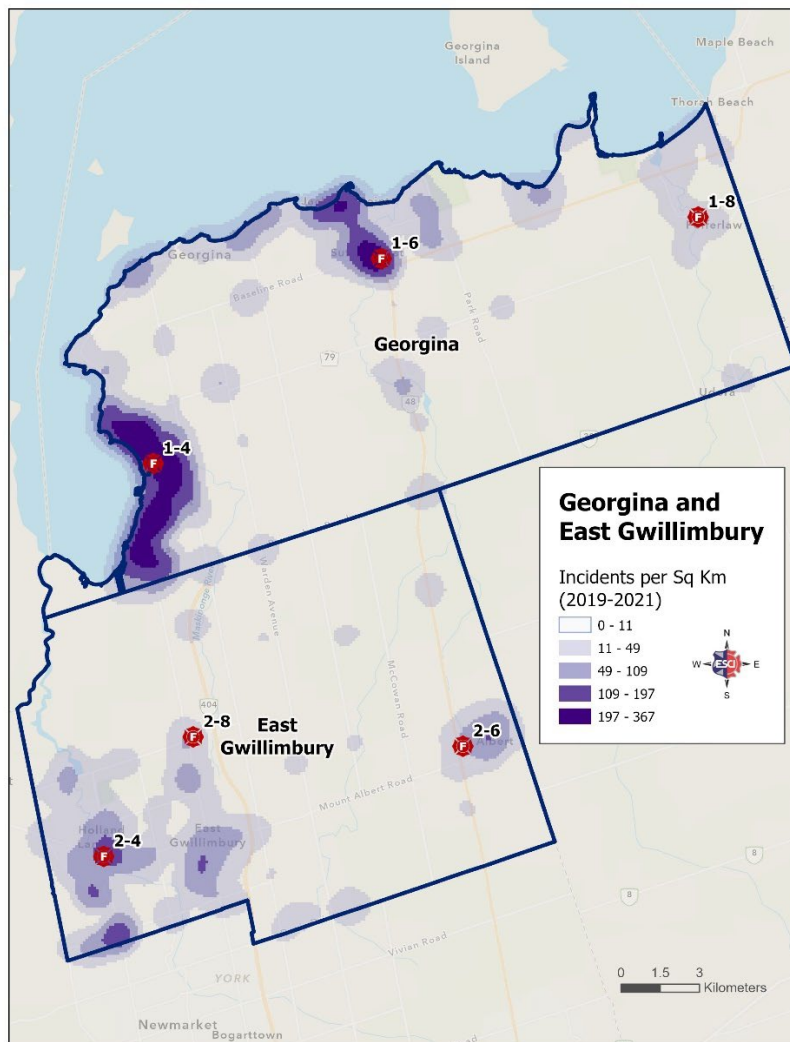 Georgina
Island
Maple Beach
Thorah Beach
1-8
1-6
Georgina
Baseline Road
Park Road
Georgina
79
48
Udora
1-4
Georgina and
East Gwillimbury
Incidents per Sq Km
(2019-2021)
0 - 11
11 - 49
49 - 109
109 - 197
197 - 367
N
W
E
S
ESCI
Warden Avenue
McCowan Road
404
2-8
East
Gwillimbury
2-6
Albert
Mount Albert Road
Holland
2-4
East
Gwillimbury
8
8
Vivian Road
YORK
Newmarket
Bogarttown
0 1.5 3
Kilometers
F
F
F
F
F
F